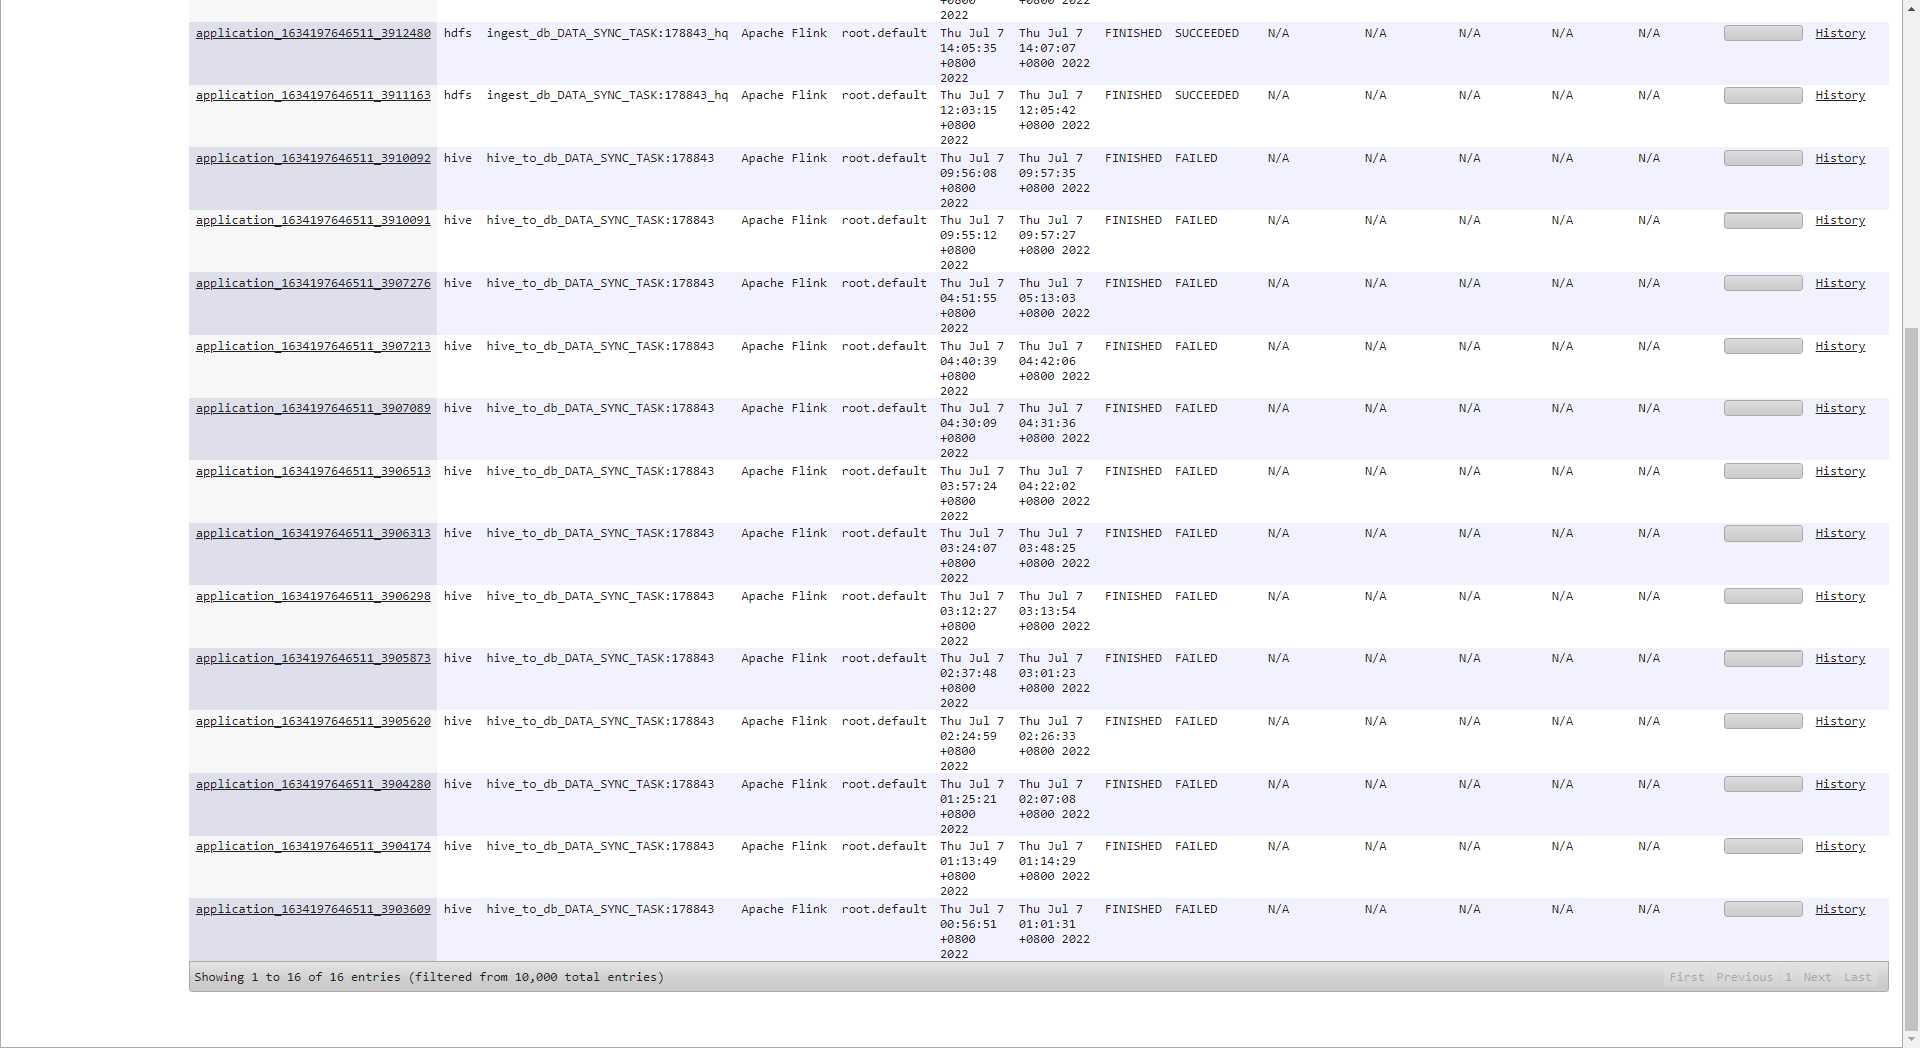 +0800 +0800 2022
2022
application_1634197646511_3912480 hdfs ingest_db_DATA_SYNC_TASK:178843_hq Apache Flink root.default Thu Jul 7 Thu Jul 7 FINISHED SUCCEEDED N/A N/A N/A N/A N/A History
14:05:35 14:07:07
+0800 +0800 2022
2022
application_1634197646511_3911163 hdfs ingest_db_DATA_SYNC_TASK:178843_hq Apache Flink root.default Thu Jul 7 Thu Jul 7 FINISHED SUCCEEDED N/A N/A N/A N/A N/A History
12:03:15 12:05:42
+0800 +0800 2022
2022
application_1634197646511_3910092 hive hive_to_db_DATA_SYNC_TASK:178843 Apache Flink root.default Thu Jul 7 Thu Jul 7 FINISHED FAILED N/A N/A N/A N/A N/A History
09:56:08 09:57:35
+0800 +0800 2022
2022
application_1634197646511_3910091 hive hive_to_db_DATA_SYNC_TASK:178843 Apache Flink root.default Thu Jul 7 Thu Jul 7 FINISHED FAILED N/A N/A N/A N/A N/A History
09:55:12 09:57:27
+0800 +0800 2022
2022
application_1634197646511_3907276 hive hive_to_db_DATA_SYNC_TASK:178843 Apache Flink root.default Thu Jul 7 Thu Jul 7 FINISHED FAILED N/A N/A N/A N/A N/A History
04:51:55 05:13:03
+0800 +0800 2022
2022
application_1634197646511_3907213 hive hive_to_db_DATA_SYNC_TASK:178843 Apache Flink root.default Thu Jul 7 Thu Jul 7 FINISHED FAILED N/A N/A N/A N/A N/A History
04:40:39 04:42:06
+0800 +0800 2022
2022
application_1634197646511_3907089 hive hive_to_db_DATA_SYNC_TASK:178843 Apache Flink root.default Thu Jul 7 Thu Jul 7 FINISHED FAILED N/A N/A N/A N/A N/A History
04:30:09 04:31:36
+0800 +0800 2022
2022
application_1634197646511_3906513 hive hive_to_db_DATA_SYNC_TASK:178843 Apache Flink root.default Thu Jul 7 Thu Jul 7 FINISHED FAILED N/A N/A N/A N/A N/A History
03:57:24 04:22:02
+0800 +0800 2022
2022
application_1634197646511_3906313 hive hive_to_db_DATA_SYNC_TASK:178843 Apache Flink root.default Thu Jul 7 Thu Jul 7 FINISHED FAILED N/A N/A N/A N/A N/A History
03:24:07 03:48:25
+0800 +0800 2022
2022
application_1634197646511_3906298 hive hive_to_db_DATA_SYNC_TASK:178843 Apache Flink root.default Thu Jul 7 Thu Jul 7 FINISHED FAILED N/A N/A N/A N/A N/A History
03:12:27 03:13:54
+0800 +0800 2022
2022
application_1634197646511_3905873 hive hive_to_db_DATA_SYNC_TASK:178843 Apache Flink root.default Thu Jul 7 Thu Jul 7 FINISHED FAILED N/A N/A N/A N/A N/A History
02:37:48 03:01:23
+0800 +0800 2022
2022
application_1634197646511_3905620 hive hive_to_db_DATA_SYNC_TASK:178843 Apache Flink root.default Thu Jul 7 Thu Jul 7 FINISHED FAILED N/A N/A N/A N/A N/A History
02:24:59 02:26:33
+0800 +0800 2022
2022
application_1634197646511_3904280 hive hive_to_db_DATA_SYNC_TASK:178843 Apache Flink root.default Thu Jul 7 Thu Jul 7 FINISHED FAILED N/A N/A N/A N/A N/A History
01:25:21 02:07:08
+0800 +0800 2022
2022
application_1634197646511_3904174 hive hive_to_db_DATA_SYNC_TASK:178843 Apache Flink root.default Thu Jul 7 Thu Jul 7 FINISHED FAILED N/A N/A N/A N/A N/A History
01:13:49 01:14:29
+0800 +0800 2022
2022
application_1634197646511_3903609 hive hive_to_db_DATA_SYNC_TASK:178843 Apache Flink root.default Thu Jul 7 Thu Jul 7 FINISHED FAILED N/A N/A N/A N/A N/A History
00:56:51 01:01:31
+0800 +0800 2022
2022
Showing 1 to 16 of 16 entries (filtered from 10,000 total entries) First Previous 1 Next Last